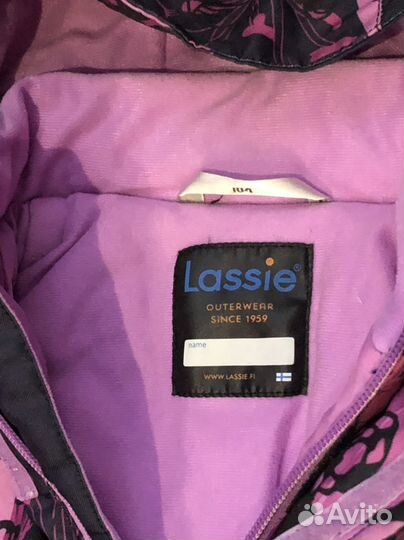 104
Lassie®
OUTERWEAR
SINCE 1959
name
WWW.LASSIE.FI
Avito